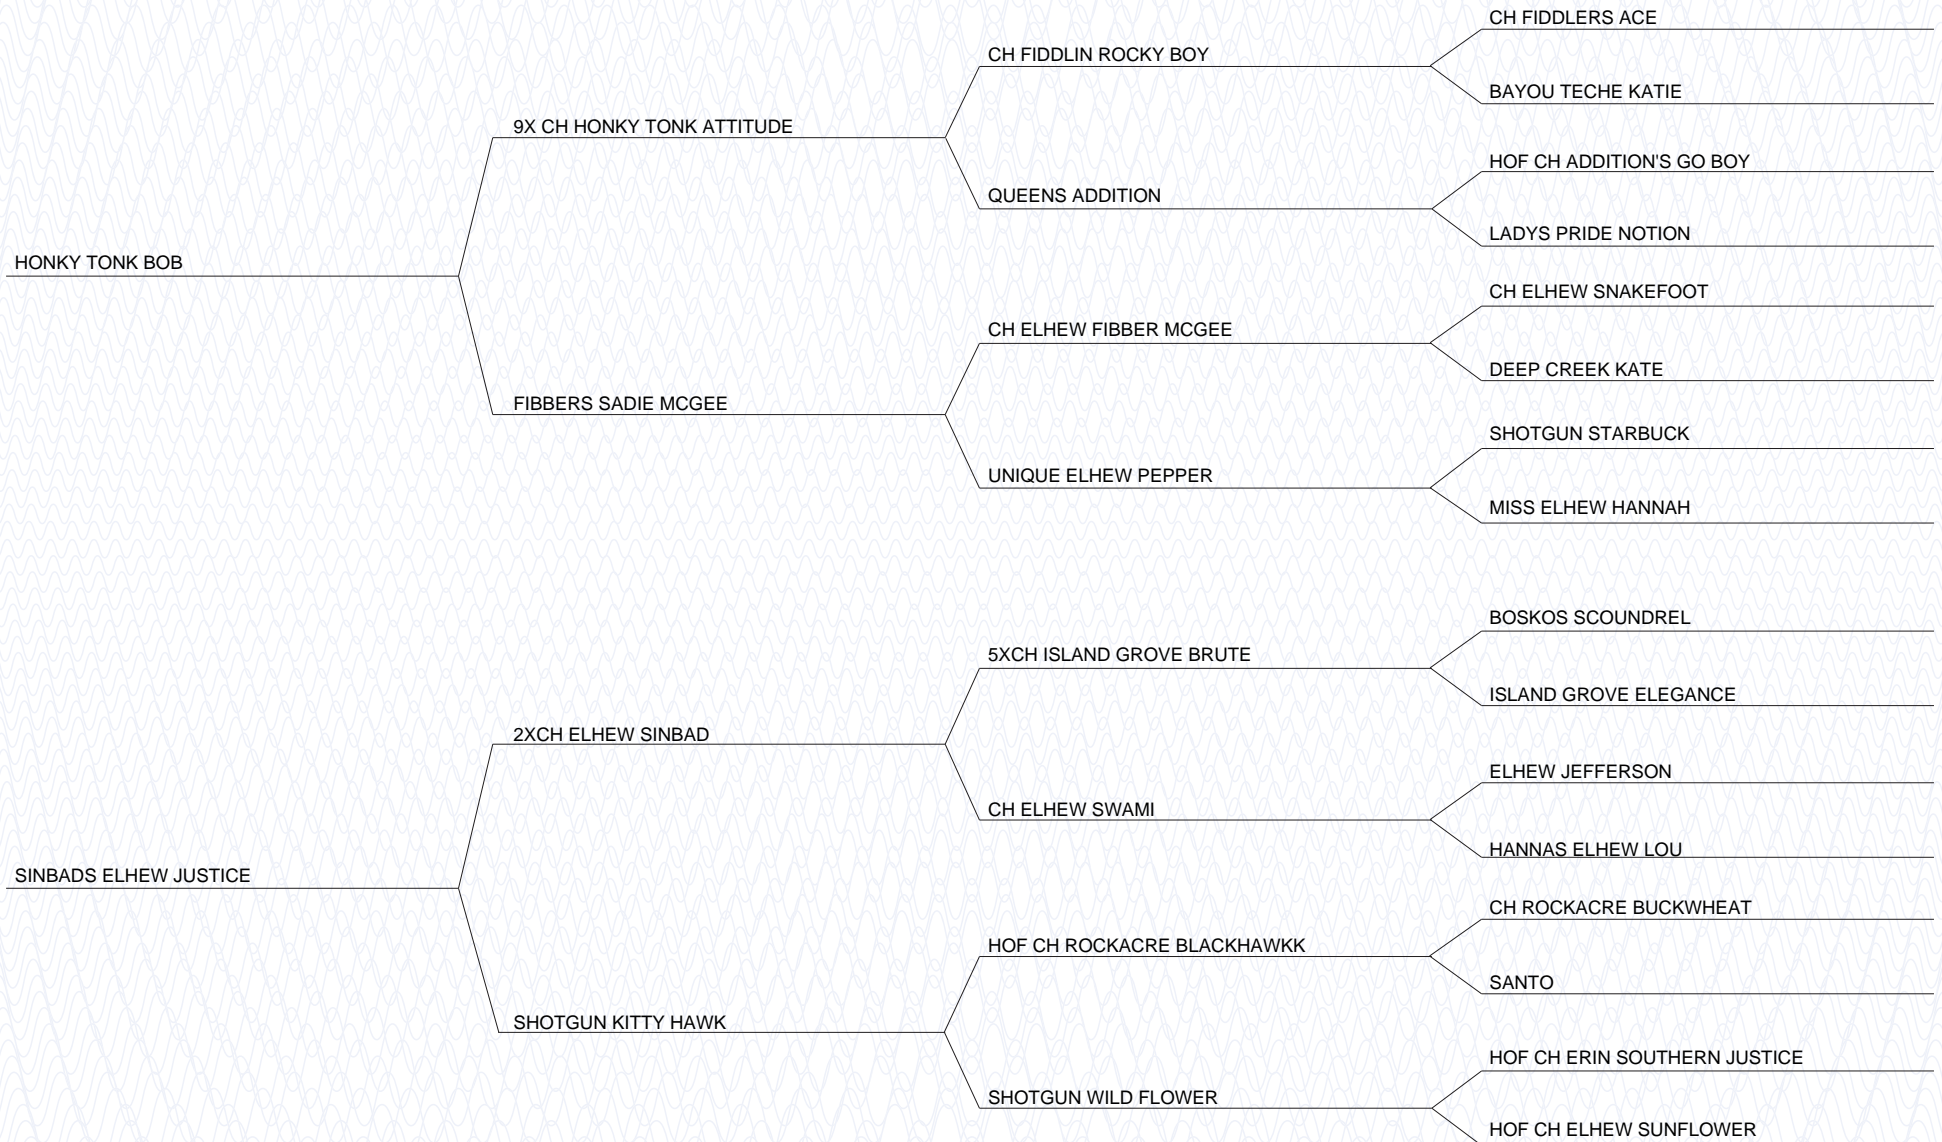 CH FIDDLERS ACE
CH FIDDLIN ROCKY BOY
BAYOU TECHE KATIE
9X CH HONKY TONK ATTITUDE
HOF CH ADDITION'S GO BOY
QUEENS ADDITION
LADYS PRIDE NOTION
HONKY TONK BOB
CH ELHEW SNAKEFOOT
CH ELHEW FIBBER MCGEE
DEEP CREEK KATE
FIBBERS SADIE MCGEE
SHOTGUN STARBUCK
UNIQUE ELHEW PEPPER
MISS ELHEW HANNAH
BOSKOS SCOUNDREL
5XCH ISLAND GROVE BRUTE
ISLAND GROVE ELEGANCE
2XCH ELHEW SINBAD
ELHEW JEFFERSON
CH ELHEW SWAMI
HANNAS ELHEW LOU
SINBADS ELHEW JUSTICE
CH ROCKACRE BUCKWHEAT
HOF CH ROCKACRE BLACKHAWKK
SANTO
SHOTGUN KITTY HAWK
HOF CH ERIN SOUTHERN JUSTICE
SHOTGUN WILD FLOWER
HOF CH ELHEW SUNFLOWER